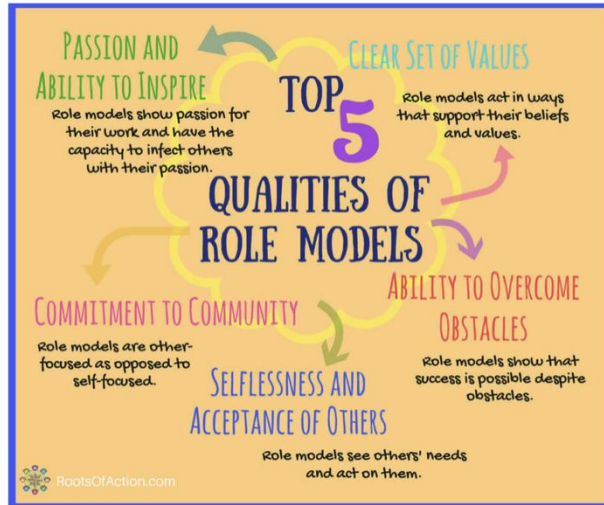 TOP
5
QUALITIES OF
ROLE MODELS
PASSION AND
ABILITY TO INSPIRE
Role models show passion for
their work and have the
capacity to infect others
with their passion.
CLEAR SET OF VALUES
Role models act in ways
that support their beliefs
and values.
COMMITMENT TO COMMUNITY
Role models are other-
focused as opposed to
self-focused.
ABILITY TO OVERCOME
OBSTACLES
Role models show that
success is possible despite
obstacles.
SELFLESSNESS AND
ACCEPTANCE OF OTHERS
Role models see others' needs
and act on them.
RootsOfAction.com